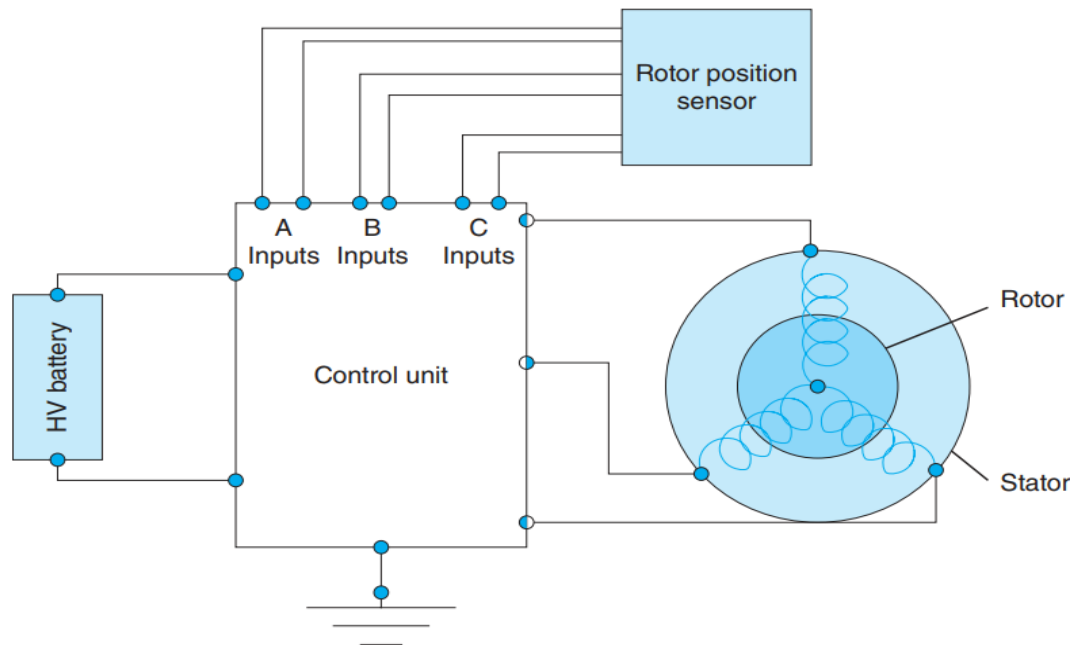 Rotor position
sensor
A
Inputs
B
Inputs
C
Inputs
HV battery
Control unit
Rotor
Stator